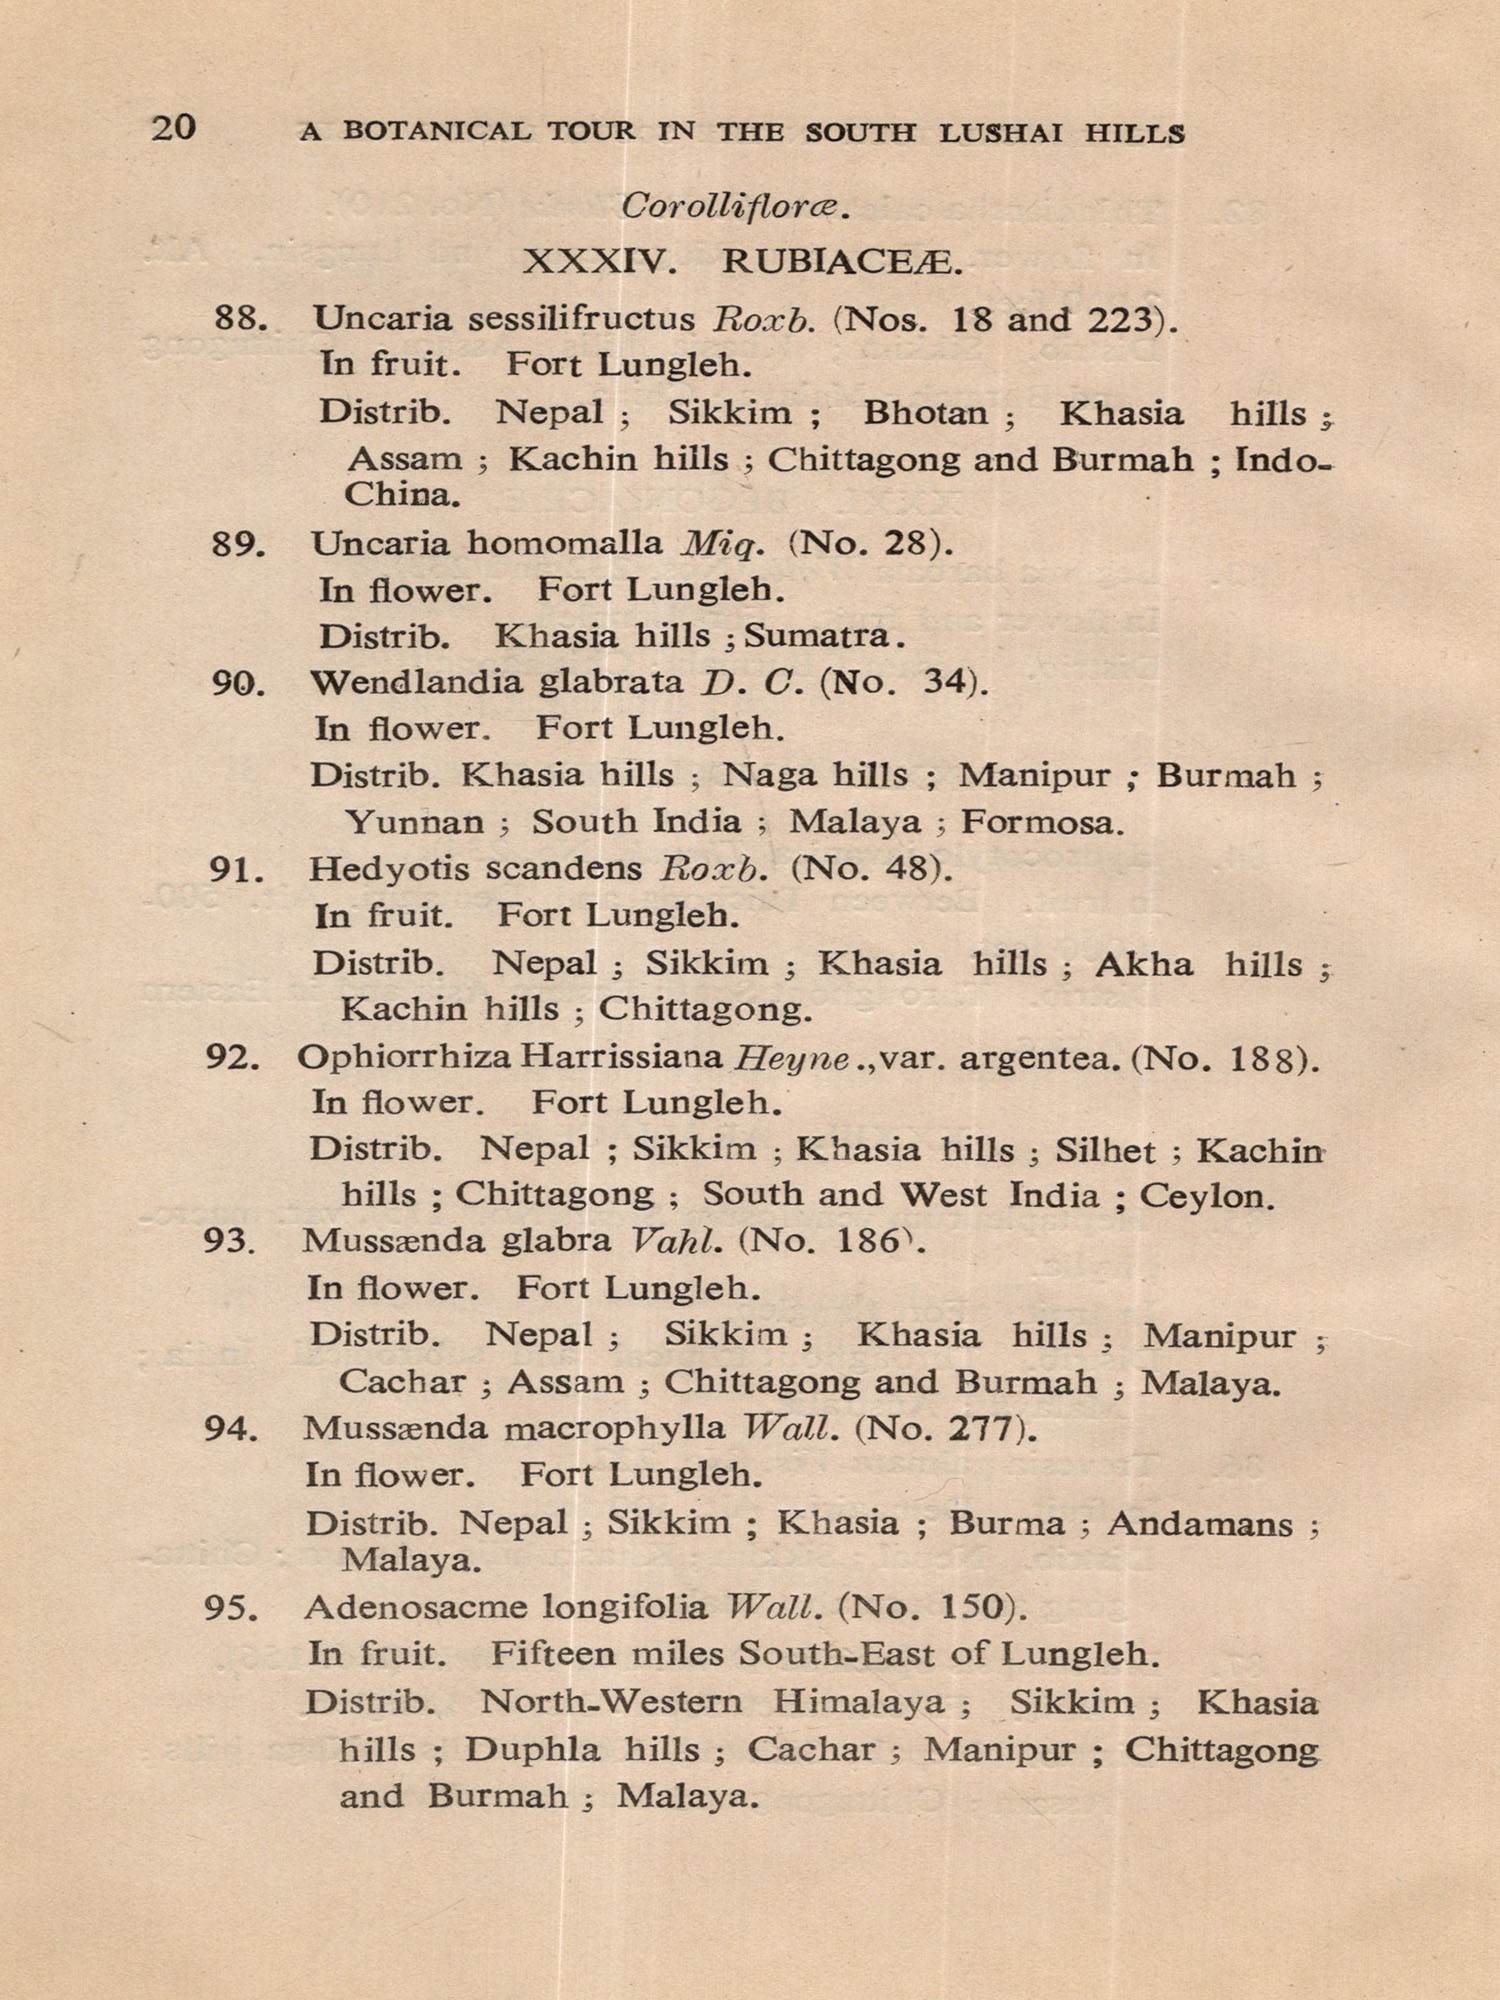 20 A BOTANICAL TOUR IN THE SOUTH LUSHAI HILLS
Corollifloræ.
XXXIV. RUBIACEÆ.
88. Uncaria sessilifructus Roxb. (Nos. 18 and 223).
In fruit. Fort Lungleh.
Distrib. Nepal ; Sikkim ; Bhotan ; Khasia hills ;
Assam ; Kachin hills ; Chittagong and Burmah ; Indo-
China.
89. Uncaria homomalla Miq. (No. 28).
In flower. Fort Lungleh.
Distrib. Khasia hills ; Sumatra.
90. Wendlandia glabrata D. C. (No. 34).
In flower. Fort Lungleh.
Distrib. Khasia hills ; Naga hills ; Manipur ; Burmah ;
Yunnan ; South India ; Malaya ; Formosa.
91. Hedyotis scandens Roxb. (No. 48).
In fruit. Fort Lungleh.
Distrib. Nepal ; Sikkim ; Khasia hills ; Akha hills ;
Kachin hills ; Chittagong.
92. Ophiorrhiza Harrissiana Heyne ., var. argentea. (No. 188).
In flower. Fort Lungleh.
Distrib. Nepal ; Sikkim ; Khasia hills ; Silhet ; Kachin
hills ; Chittagong ; South and West India ; Ceylon.
93. Mussænda glabra Vahl. (No. 186).
In flower. Fort Lungleh.
Distrib. Nepal ; Sikkim ; Khasia hills ; Manipur ;
Cachar ; Assam ; Chittagong and Burmah ; Malaya.
94. Mussænda macrophylla Wall. (No. 277).
In flower. Fort Lungleh.
Distrib. Nepal ; Sikkim ; Khasia ; Burma ; Andamans ;
Malaya.
95. Adenosacme longifolia Wall. (No. 150).
In fruit. Fifteen miles South-East of Lungleh.
Distrib. North-Western Himalaya ; Sikkim ; Khasia
hills ; Duphla hills ; Cachar ; Manipur ; Chittagong
and Burmah ; Malaya.